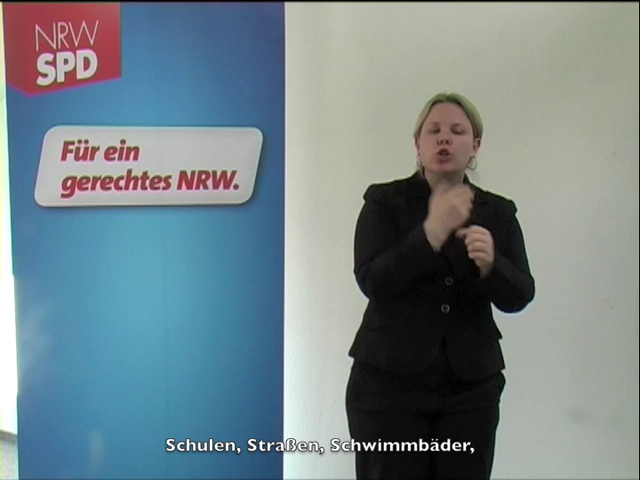 NRW
SPD
Für ein
gerechtes NRW.
Schulen, Straßen, Schwimmbäder,